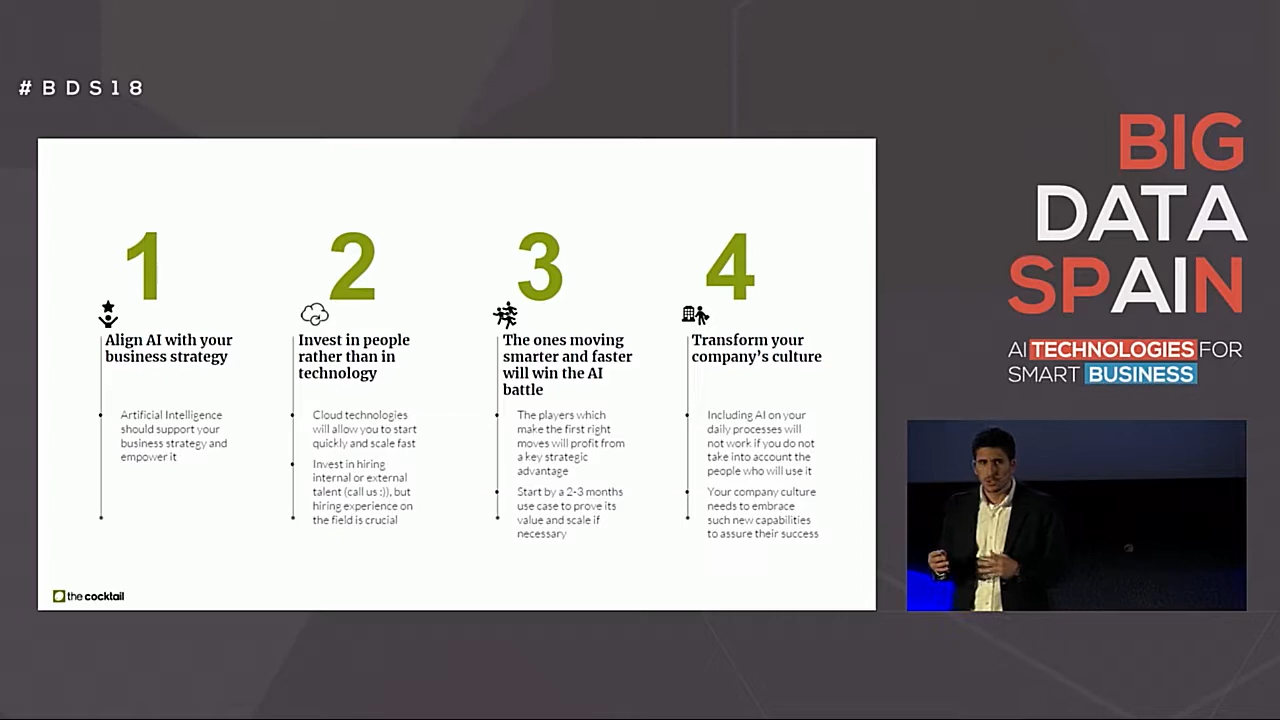 #BDS18
1
Align AI with your
business strategy
Artificial Intelligence
should support your
business strategy and
empower it
2
Invest in people
rather than in
technology
Cloud technologies
will allow you to start
quickly and scale fast
Invest in hiring
internal or external
talent (call us :)), but
hiring experience on
the field is crucial
3
The ones moving
smarter and faster
will win the AI
battle
The players which
make the first right
moves will profit from
a key strategic
advantage
Start by a 2-3 months
use case to prove its
value and scale if
necessary
4
Transform your
company's culture
Including AI on your
daily processes will
not work if you do not
take into account the
people who will use it
Your company culture
needs to embrace
such new capabilities
to assure their success
the cocktail
BIG
DATA
SPAIN
AI TECHNOLOGIES FOR
SMART BUSINESS